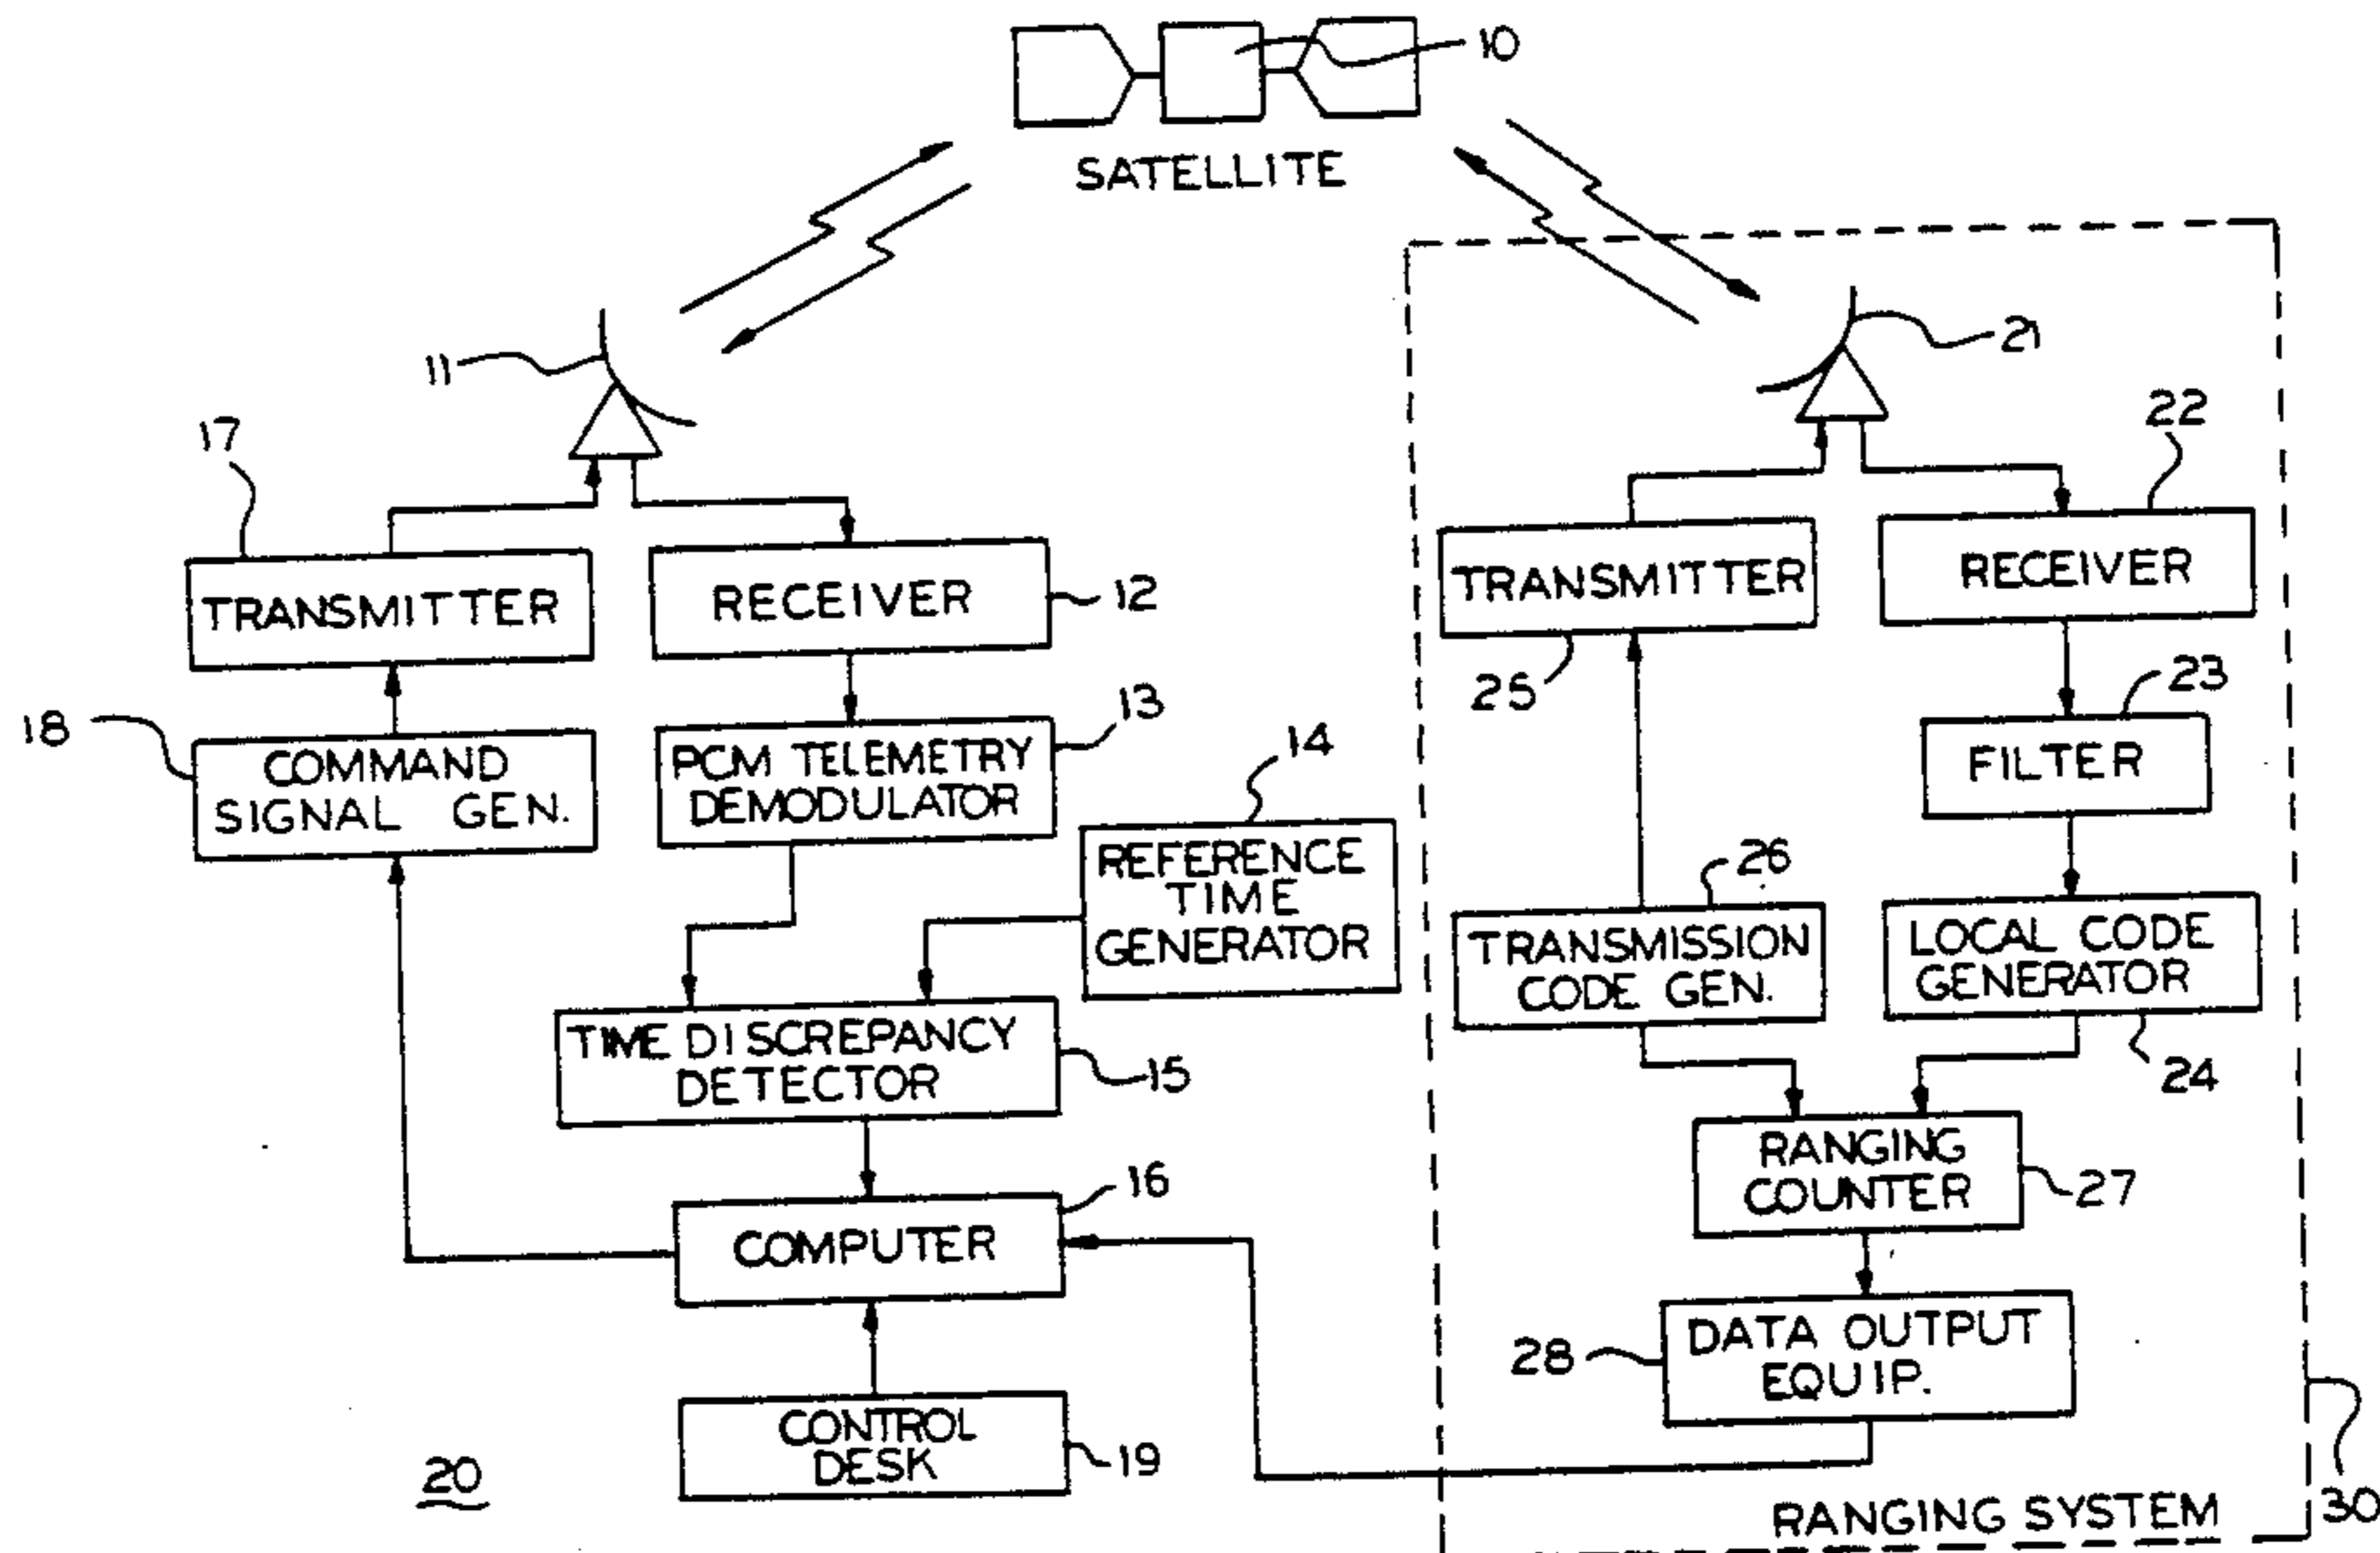 10
SATELLITE
11
21
17
22
TRANSMITTER
RECEIVER
12
TRANSMITTER
RECEIVER
25
18
COMMAND
SIGNAL GEN.
13
PCM TELEMETRY
DEMODULATOR
14
REFERENCE
TIME
GENERATOR
23
FILTER
26
TRANSMISSION
CODE GEN.
LOCAL CODE
GENERATOR
24
TIME DISCREPANCY
DETECTOR
15
RANGING
COUNTER
27
16
COMPUTER
28
DATA OUTPUT
EQUIP.
CONTROL
DESK
19
20
RANGING SYSTEM
30